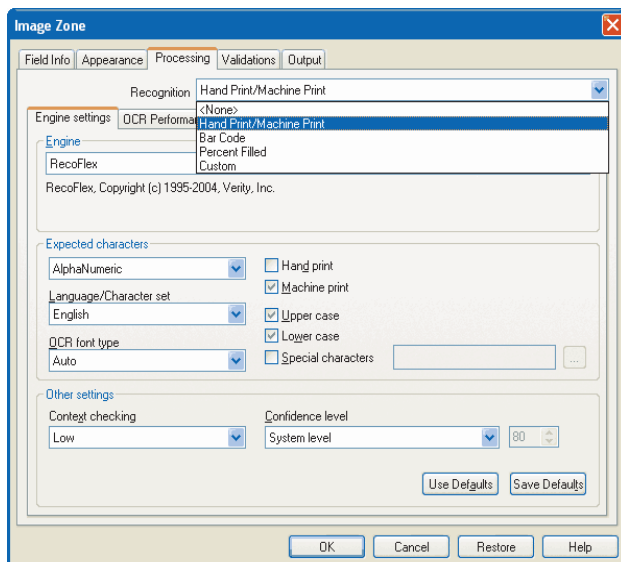 Image Zone
Field Info Appearance Processing Validations Output
Recognition Hand Print/Machine Print
<None>
Engine settings OCR Hand Print/Machine Print
Engine Bar Code
Percent Filled
RecoFlex Custom
RecoFlex, Copyright (c) 1995-2004, Verity, Inc.
Expected characters
AlphaNumeric Hand print
Machine print
Language/Character set
English Upper case
Lower case
OCR font type
Auto Special characters ...
Other settings
Context checking Confidence level
Low System level 80
Use Defaults Save Defaults
OK Cancel Restore Help